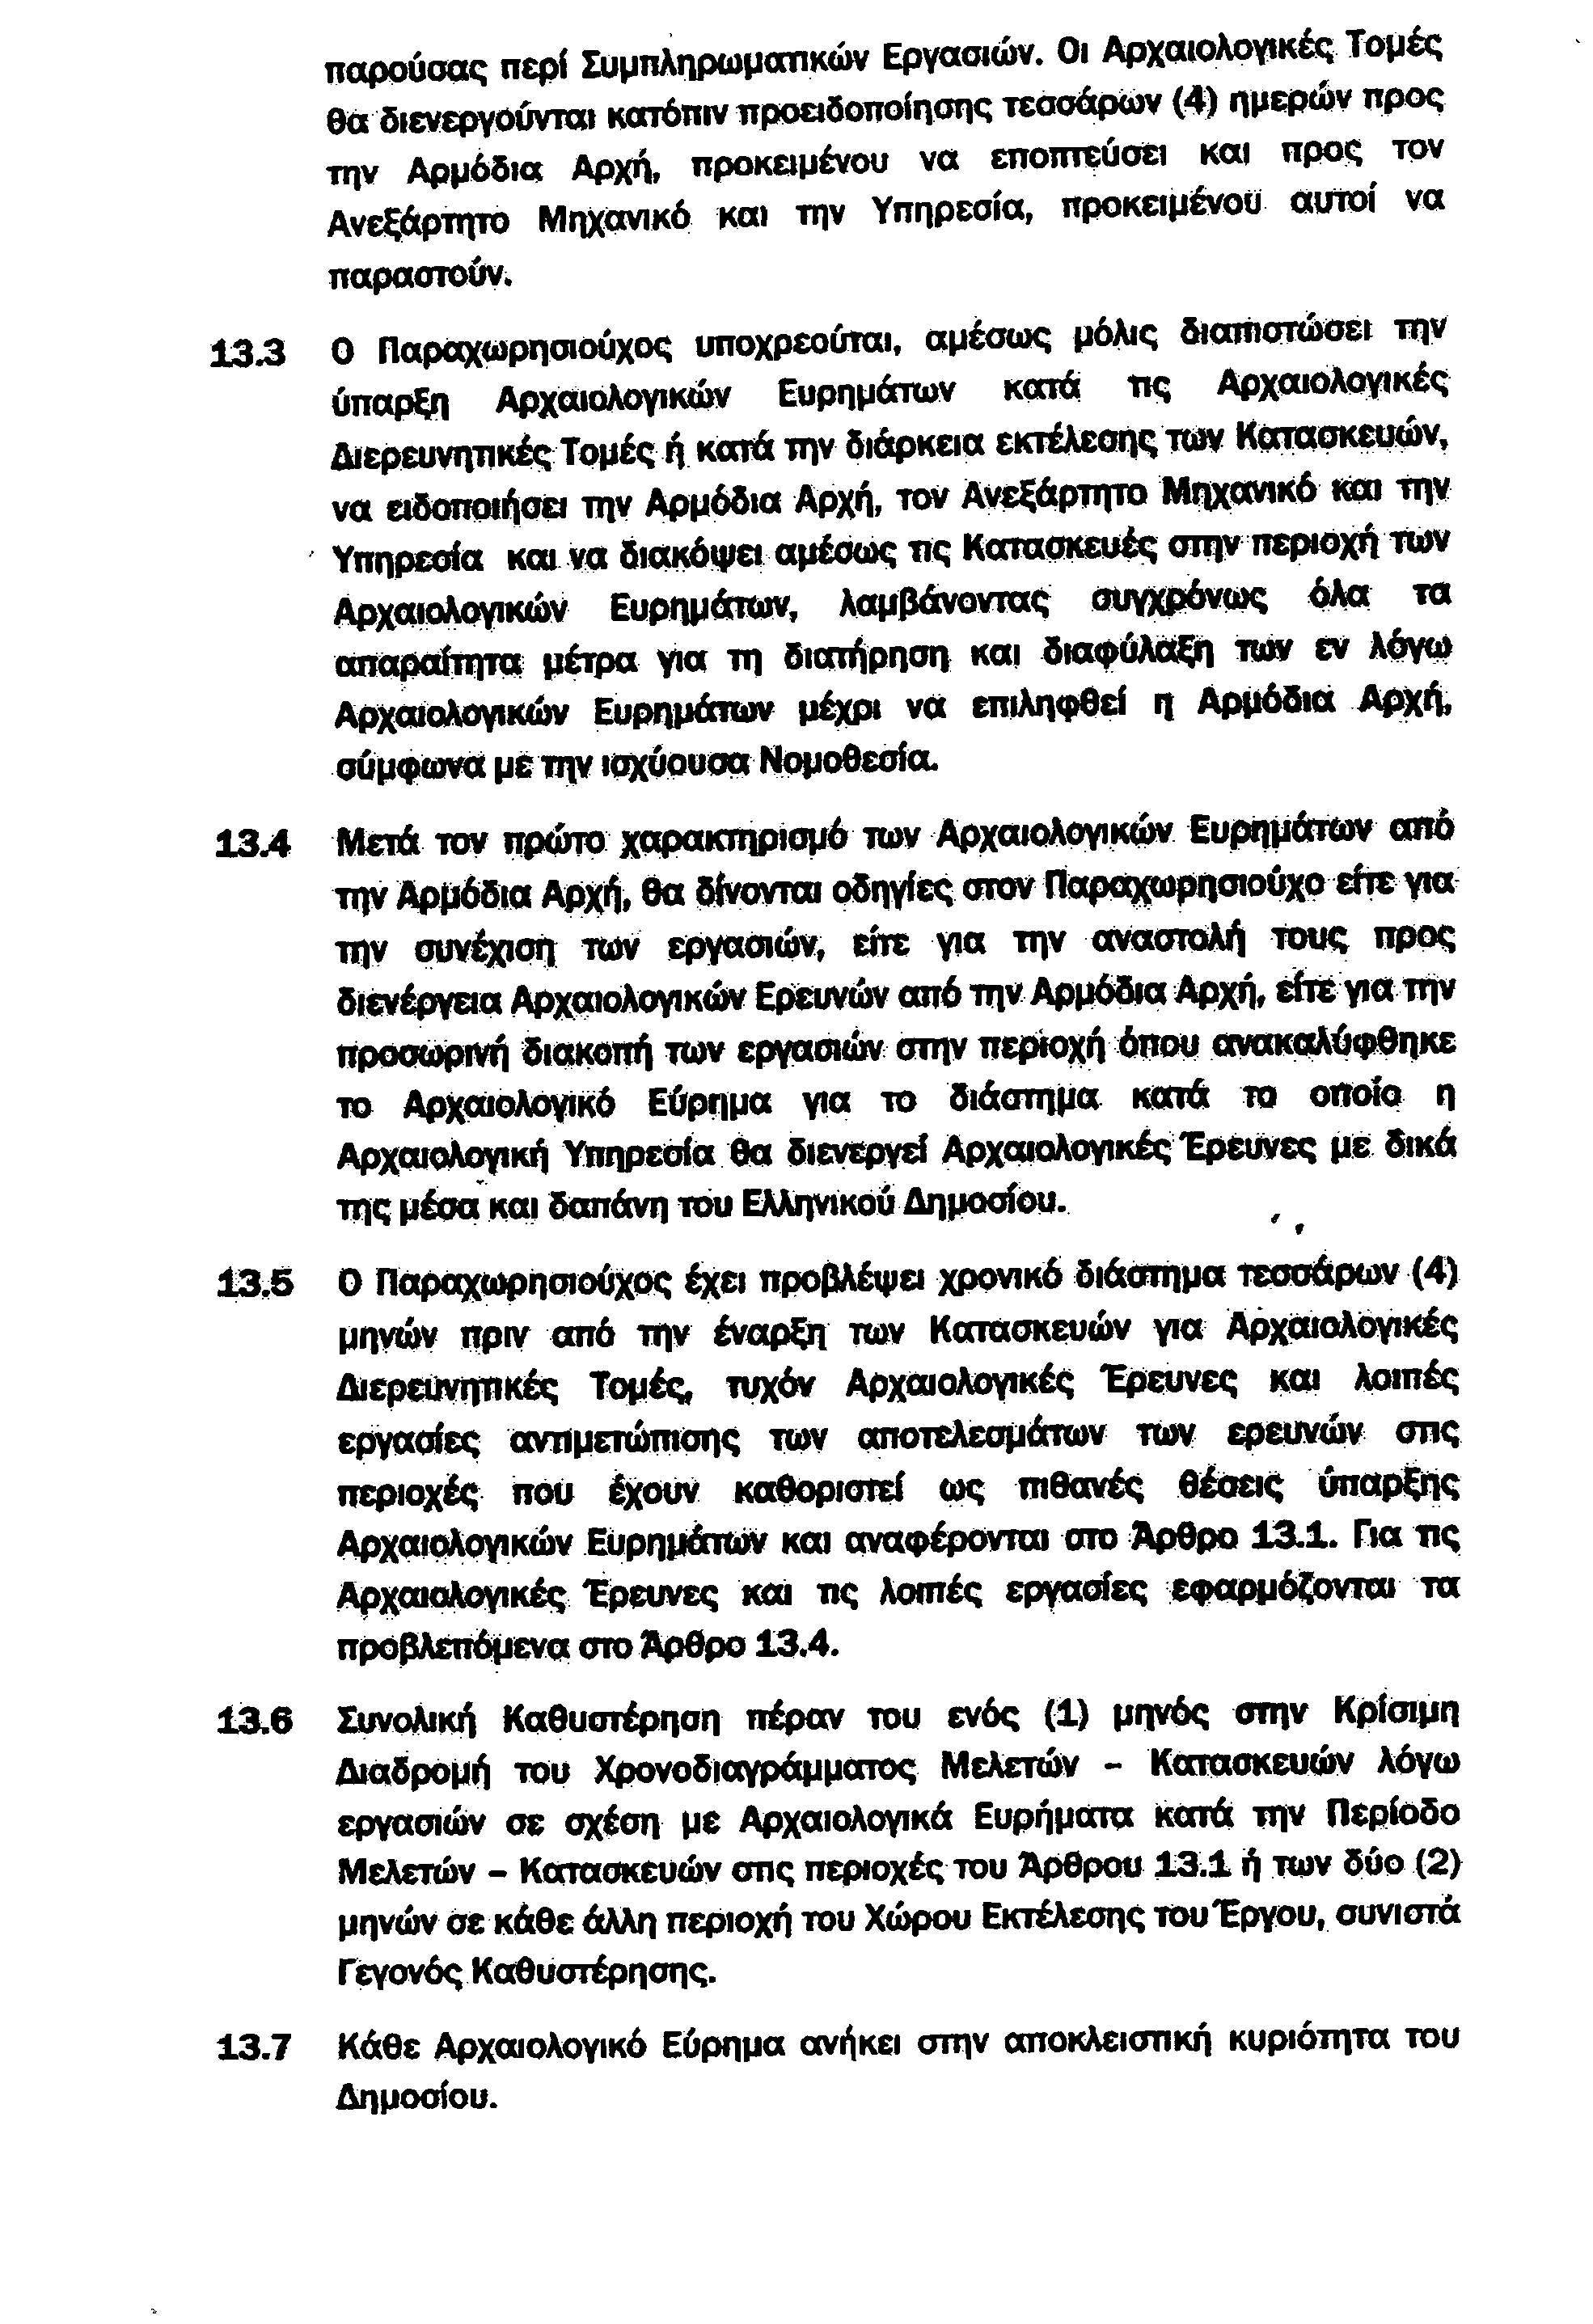 παρούσας περί Συμπληρωματικών Εργασιών. Οι Αρχαιολογικές Τομές
θα διενεργούνται κατόπιν προειδοποίησης τεσσάρων (4) ημερών προς
την Αρμόδια Αρχή, προκειμένου να εποπτεύσει και προς τον
Ανεξάρτητο Μηχανικό και την Υπηρεσία, προκειμένου αυτοί να
παραστούν.
13.3 Ο Παραχωρησιούχος υποχρεούται, αμέσως μόλις διαπιστώσει την
ύπαρξη Αρχαιολογικών Ευρημάτων κατά τις Αρχαιολογικές
Διερευνητικές Τομές ή κατά την διάρκεια εκτέλεσης των Κατασκευών,
να ειδοποιήσει την Αρμόδια Αρχή, τον Ανεξάρτητο Μηχανικό και την
Υπηρεσία και να διακόψει αμέσως τις Κατασκευές στην περιοχή των
Αρχαιολογικών Ευρημάτων, λαμβάνοντας συγχρόνως όλα τα
απαραίτητα μέτρα για τη διατήρηση και διαφύλαξη των εν λόγω
Αρχαιολογικών Ευρημάτων μέχρι να επιληφθεί η Αρμόδια Αρχή,
σύμφωνα με την ισχύουσα Νομοθεσία.
13.4 Μετά τον πρώτο χαρακτηρισμό των Αρχαιολογικών Ευρημάτων από
την Αρμόδια Αρχή, θα δίνονται οδηγίες στον Παραχωρησιούχο είτε για
την συνέχιση των εργασιών, είτε για την αναστολή τους προς
διενέργεια Αρχαιολογικών Ερευνών από την Αρμόδια Αρχή, είτε για την
προσωρινή διακοπή των εργασιών στην περιοχή όπου ανακαλύφθηκε
το Αρχαιολογικό Εύρημα για το διάστημα κατά το οποίο η
Αρχαιολογική Υπηρεσία θα διενεργεί Αρχαιολογικές Έρευνες με δικά
της μέσα και δαπάνη του Ελληνικού Δημοσίου.
13.5 Ο Παραχωρησιούχος έχει προβλέψει χρονικό διάστημα τεσσάρων (4)
μηνών πριν από την έναρξη των Κατασκευών για Αρχαιολογικές
Διερευνητικές Τομές, τυχόν Αρχαιολογικές Έρευνες και λοιπές
εργασίες αντιμετώπισης των αποτελεσμάτων των ερευνών στις
περιοχές που έχουν καθοριστεί ως πιθανές θέσεις ύπαρξης
Αρχαιολογικών Ευρημάτων και αναφέρονται στο Άρθρο 13.1. Για τις
Αρχαιολογικές Έρευνες και τις λοιπές εργασίες εφαρμόζονται τα
προβλεπόμενα στο Άρθρο 13.4.
13.6 Συνολική Καθυστέρηση πέραν του ενός (1) μηνός στην Κρίσιμη
Διαδρομή του Χρονοδιαγράμματος Μελετών – Κατασκευών λόγω
εργασιών σε σχέση με Αρχαιολογικά Ευρήματα κατά την Περίοδο
Μελετών – Κατασκευών στις περιοχές του Άρθρου 13.1 ή των δύο (2)
μηνών σε κάθε άλλη περιοχή του Χώρου Εκτέλεσης του Έργου, συνιστά
Γεγονός Καθυστέρησης.
13.7 Κάθε Αρχαιολογικό Εύρημα ανήκει στην αποκλειστική κυριότητα του
Δημοσίου.